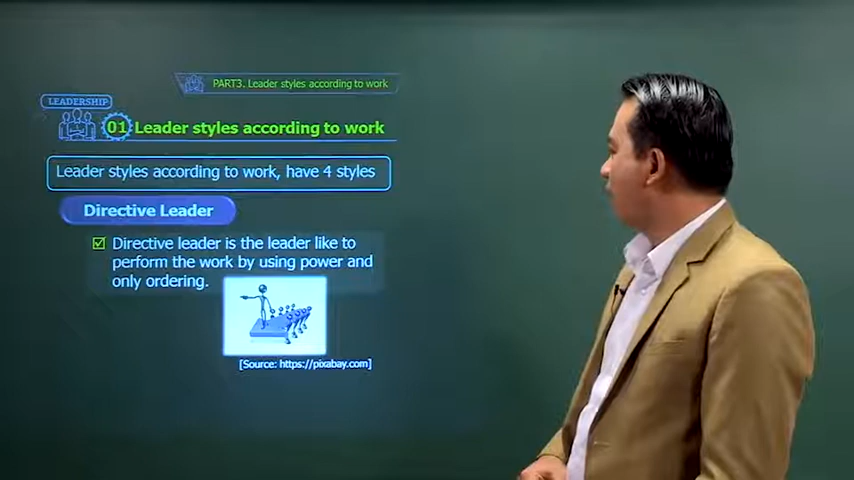 PART3. Leader styles according to work
LEADERSHIP
01 Leader styles according to work
Leader styles according to work, have 4 styles
Directive Leader
Directive leader is the leader like to
perform the work by using power and
only ordering.
[Source: https://pixabay.com]